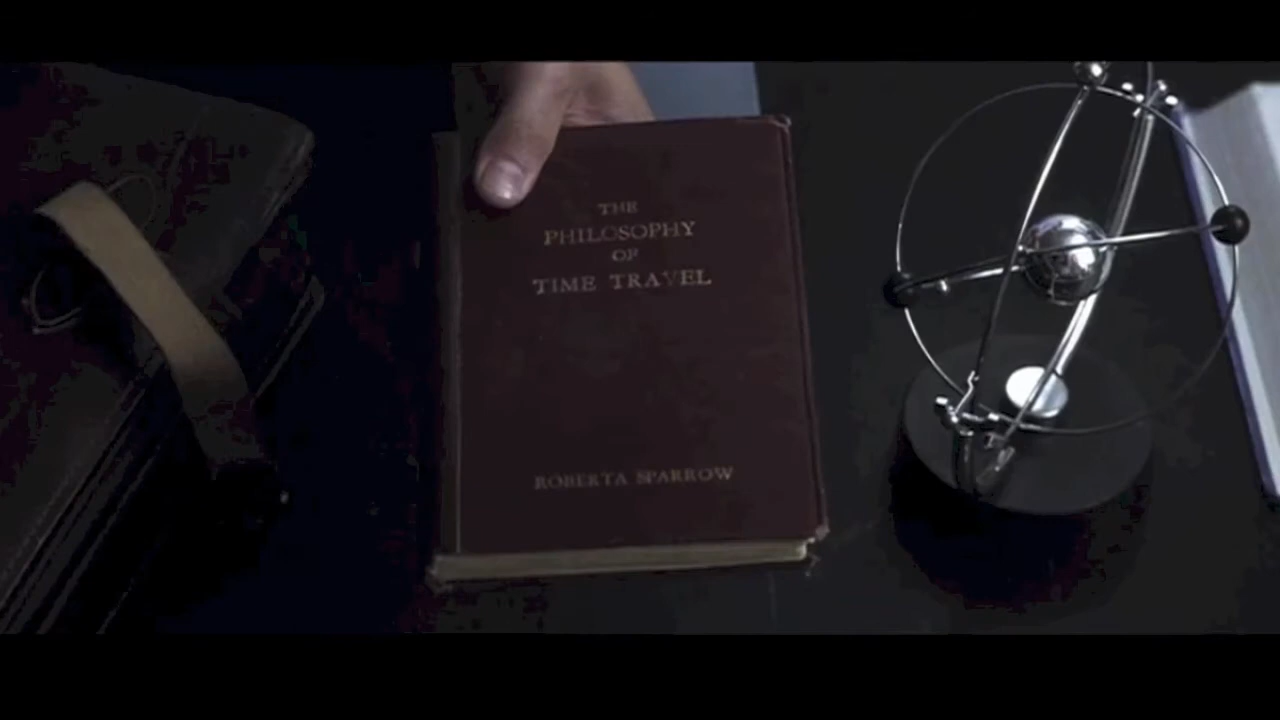 THE
PHILOSOPHY
OF
TIME TRAVEL
ROBERTA SPARROW